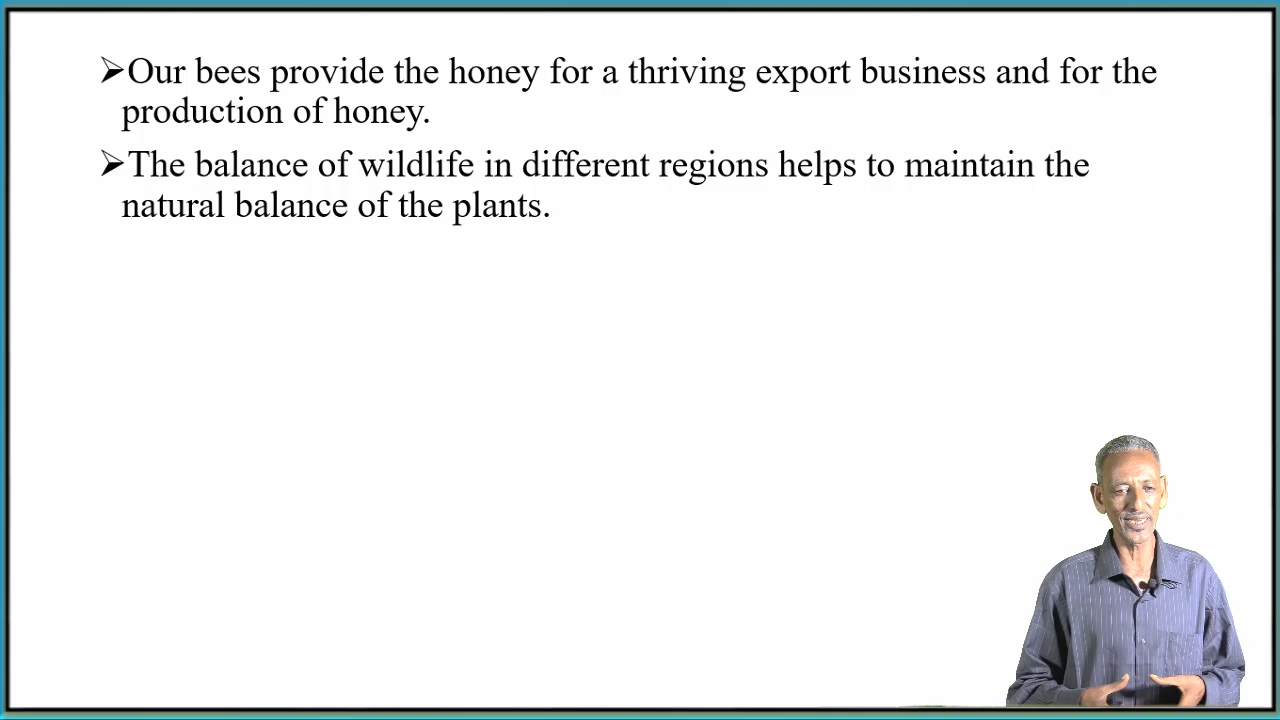 ➢Our bees provide the honey for a thriving export business and for the
production of honey.
➢The balance of wildlife in different regions helps to maintain the
natural balance of the plants.